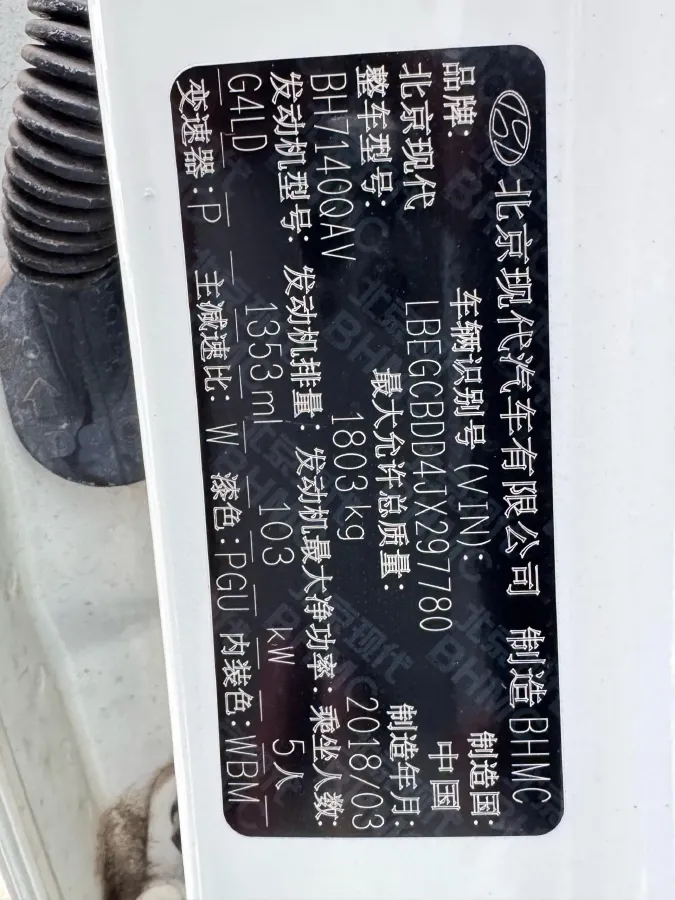 北京现代汽车有限公司 制造 BHMC
品牌: 车辆识别号 (VIN): 制造国:
北京现代 LBEGCBDD4JX297780 中国
整车型号: 最大允许总质量: 制造年月:
BH7140QAV 1803 kg 2018/03
发动机型号: 发动机排量: 发动机最大净功率: 乘坐人数:
G4LD 1353 ml 103 kW 5人
变速器: P 主减速比: W 漆色: PGU 内装色: WBM